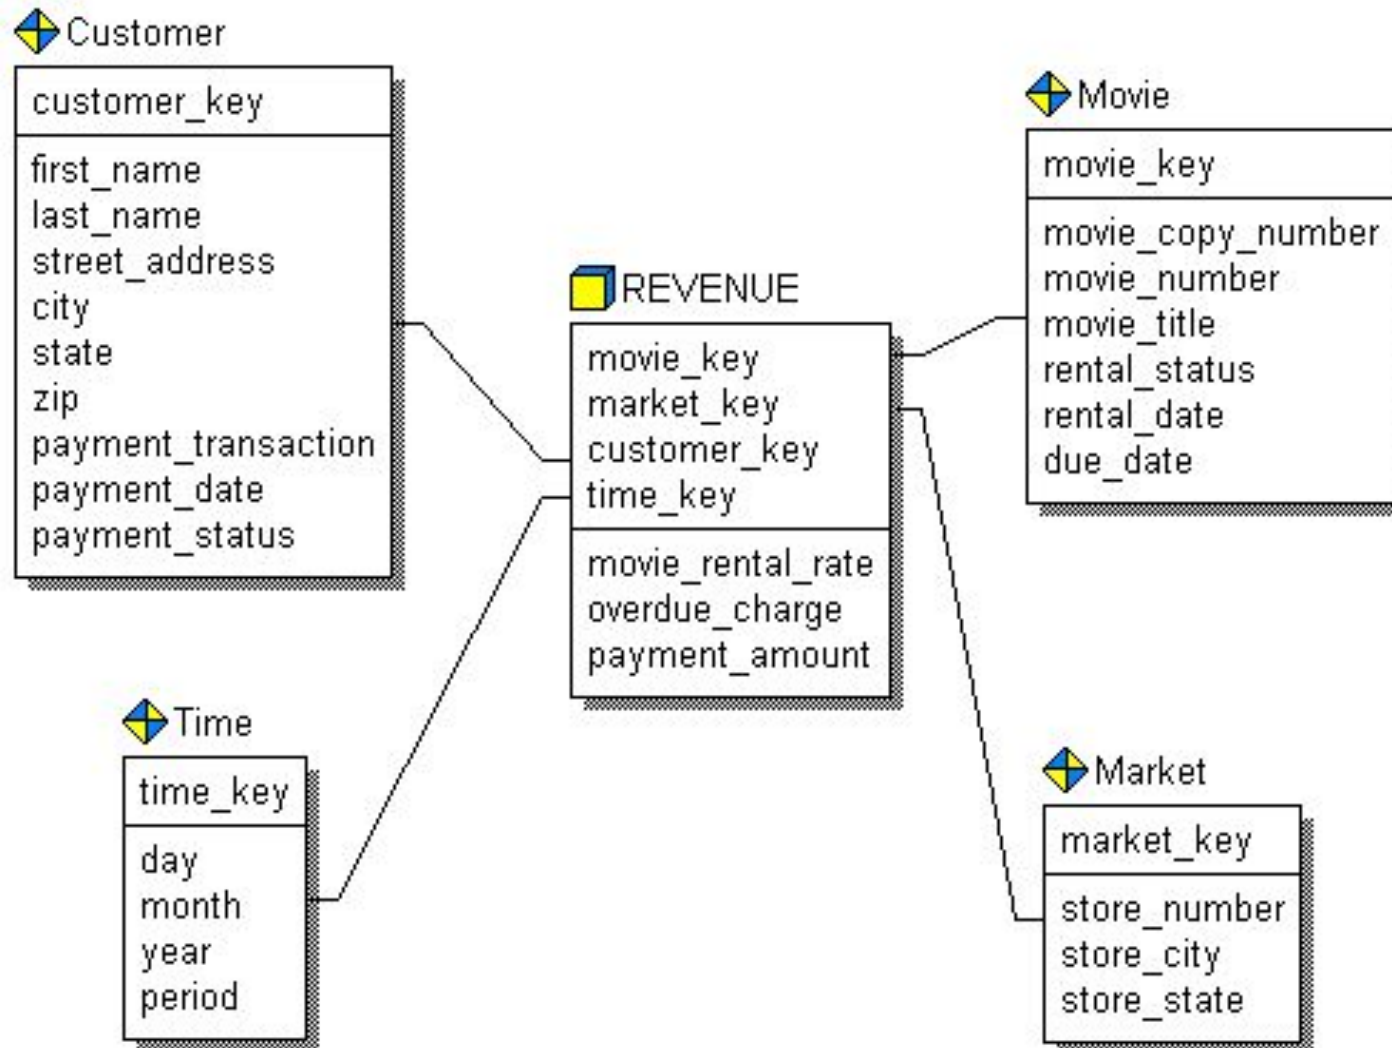 Customer
customer_key
first_name
last_name
street_address
city
state
zip
payment_transaction
payment_date
payment_status
Movie
movie_key
movie_copy_number
movie_number
movie_title
rental_status
rental_date
due_date
REVENUE
movie_key
market_key
customer_key
time_key
movie_rental_rate
overdue_charge
payment_amount
Time
time_key
day
month
year
period
Market
market_key
store_number
store_city
store_state